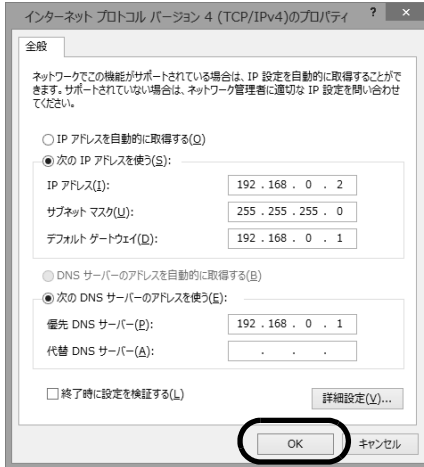 インターネット プロトコル バージョン 4 (TCP/IPv4)のプロパティ ? ×
全般
ネットワークでこの機能がサポートされている場合は、IP 設定を自動的に取得することがで
きます。サポートされていない場合は、ネットワーク管理者に適切な IP 設定を問い合わせ
てください。
IP アドレスを自動的に取得する(O)
次の IP アドレスを使う(S):
IP アドレス(I): 192 . 168 . 0 . 2
サブネット マスク(U): 255 . 255 . 255 . 0
デフォルト ゲートウェイ(D): 192 . 168 . 0 . 1
DNS サーバーのアドレスを自動的に取得する(B)
次の DNS サーバーのアドレスを使う(E):
優先 DNS サーバー(P): 192 . 168 . 0 . 1
代替 DNS サーバー(A): . . .
終了時に設定を検証する(L) 詳細設定(V)...
OK キャンセル